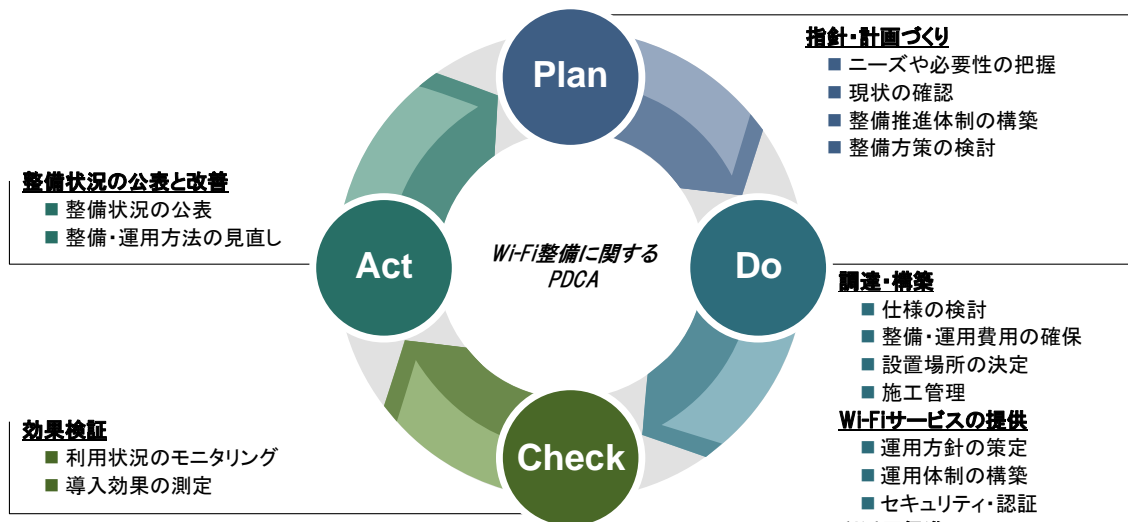 Plan
指針・計画づくり
■ ニーズや必要性の把握
■ 現状の確認
■ 整備推進体制の構築
■ 整備方策の検討
整備状況の公表と改善
■ 整備状況の公表
■ 整備・運用方法の見直し
Act
Wi-Fi整備に関する
PDCA
Do
調達・構築
■ 仕様の検討
■ 整備・運用費用の確保
■ 設置場所の決定
■ 施工管理
Wi-Fiサービスの提供
■ 運用方針の策定
■ 運用体制の構築
■ セキュリティ・認証
効果検証
■ 利用状況のモニタリング
■ 導入効果の測定
Check